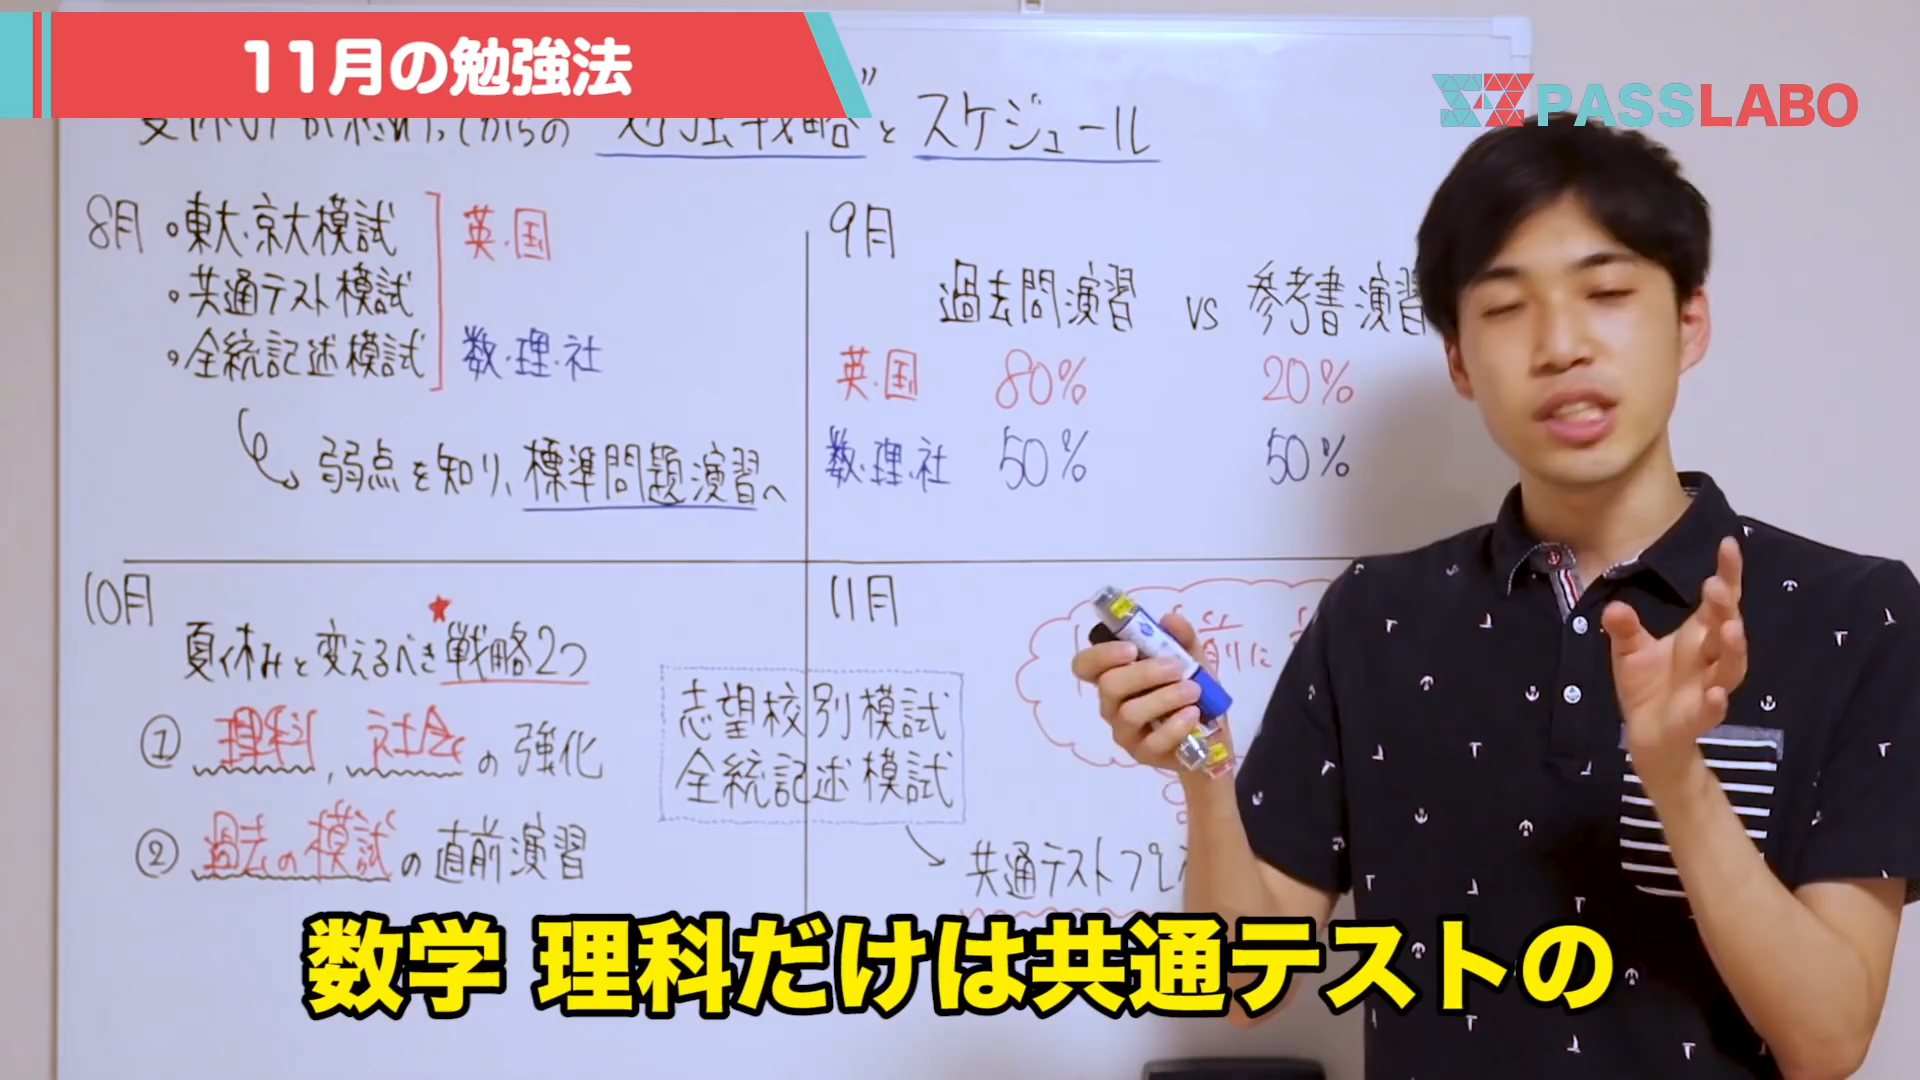 11月の勉強法
PASSLABO
夏休みが終わってからの"勉強戦略"とスケジュール
8月
・東大・京大模試
・共通テスト模試
・全統記述模試
英・国
数・理・社
弱点を知り、標準問題演習へ
9月
過去問演習 vs 参考書演習
英・国 80% 20%
数・理・社 50% 50%
10月
夏休みと変えるべき★戦略2つ
① 理科、社会の強化
② 過去の模試の直前演習
11月
志望校別模試
全統記述模試
共通テストプレ
数学 理科だけは共通テストの